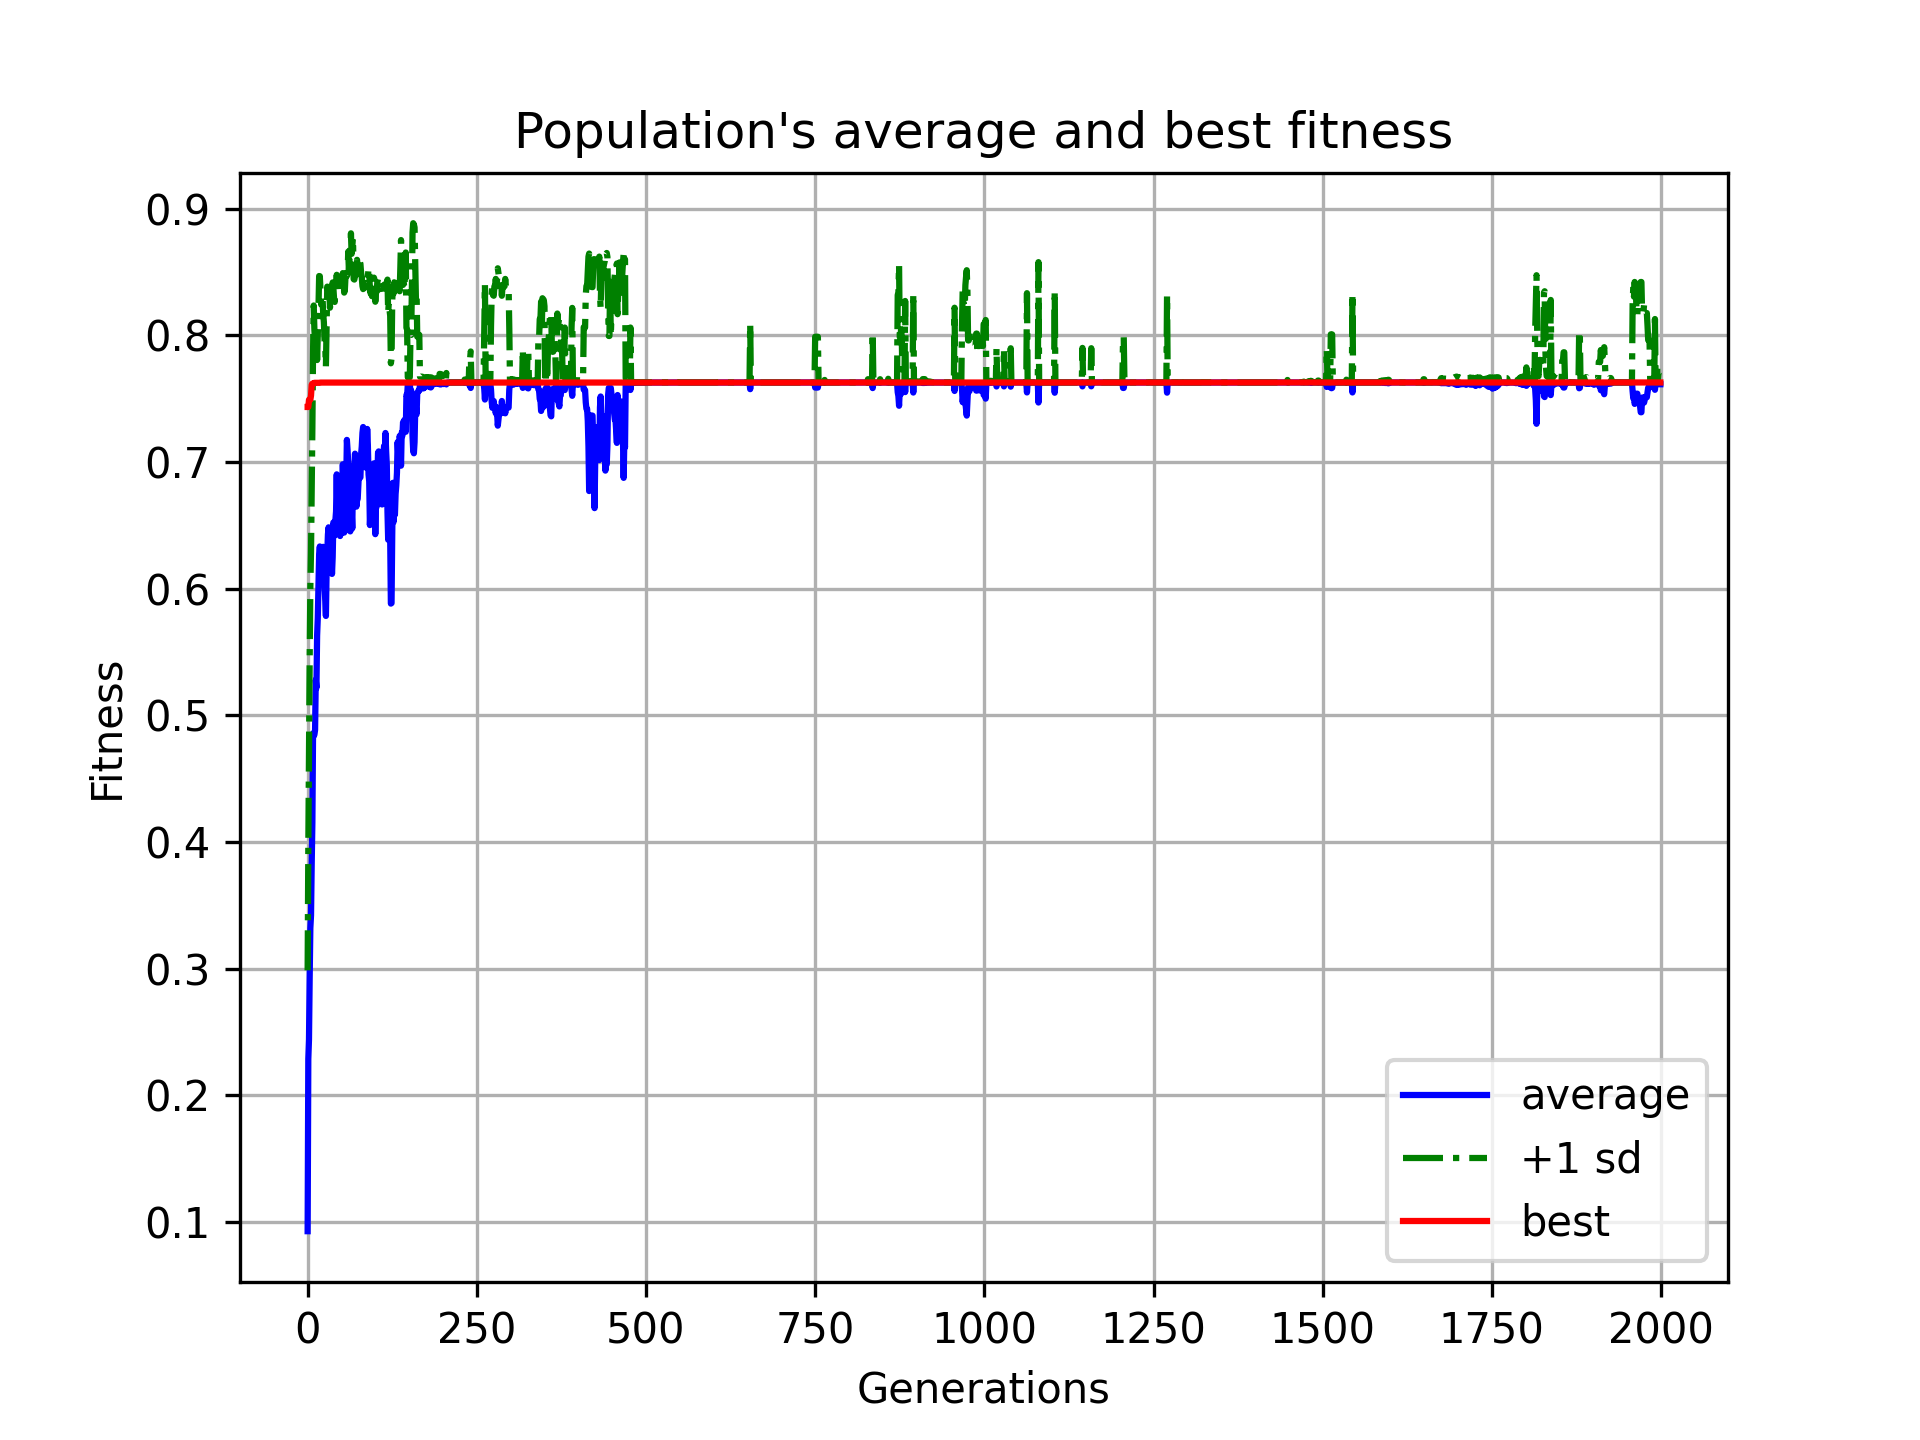 Population's average and best fitness
0.9
0.8
0.7
0.6
0.5
0.4
0.3
0.2
0.1
Fitness
average
+1 sd
best
0 250 500 750 1000 1250 1500 1750 2000
Generations